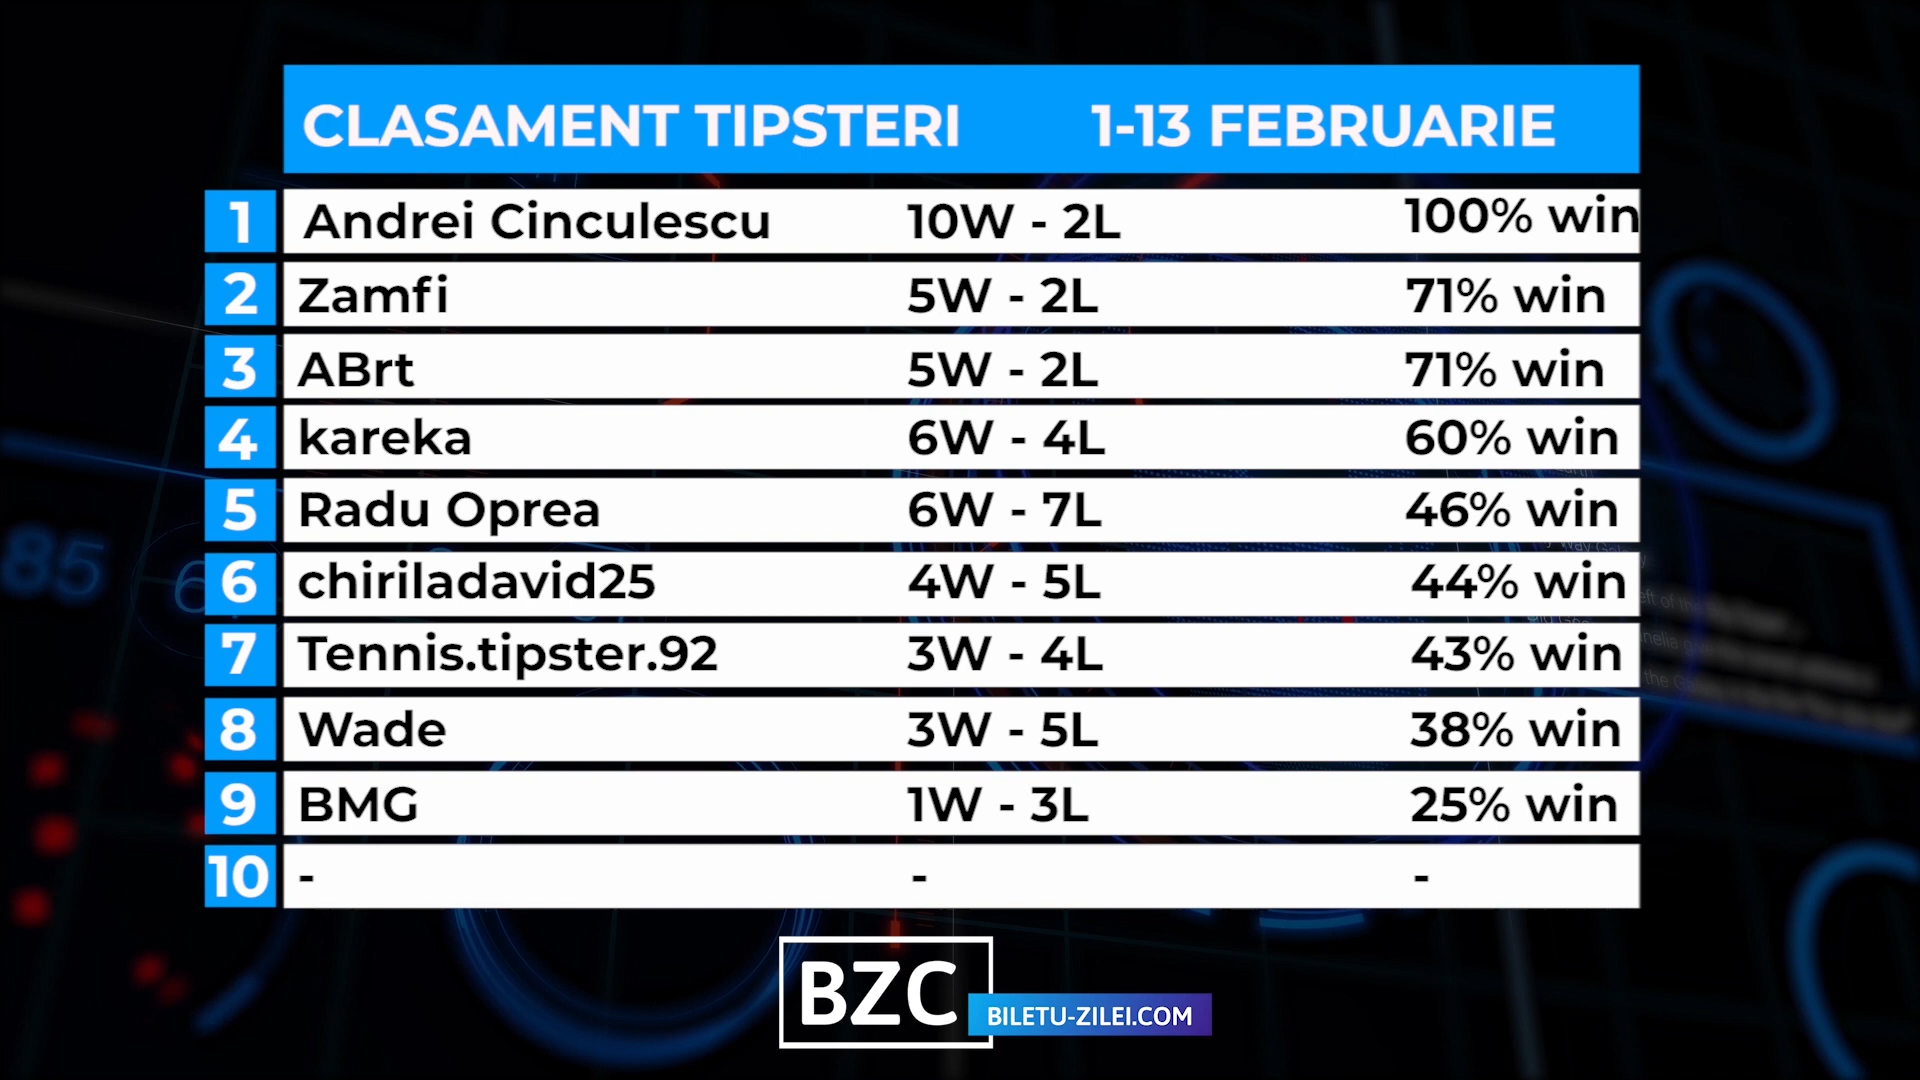 CLASAMENT TIPSTERI 1-13 FEBRUARIE
1 Andrei Cinculescu 10W - 2L 100% win
2 Zamfi 5W - 2L 71% win
3 ABrt 5W - 2L 71% win
4 kareka 6W - 4L 60% win
5 Radu Oprea 6W - 7L 46% win
6 chiriladavid25 4W - 5L 44% win
7 Tennis.tipster.92 3W - 4L 43% win
8 Wade 3W - 5L 38% win
9 BMG 1W - 3L 25% win
10 - - -
85
6
BZC
BILETU-ZILEI.COM